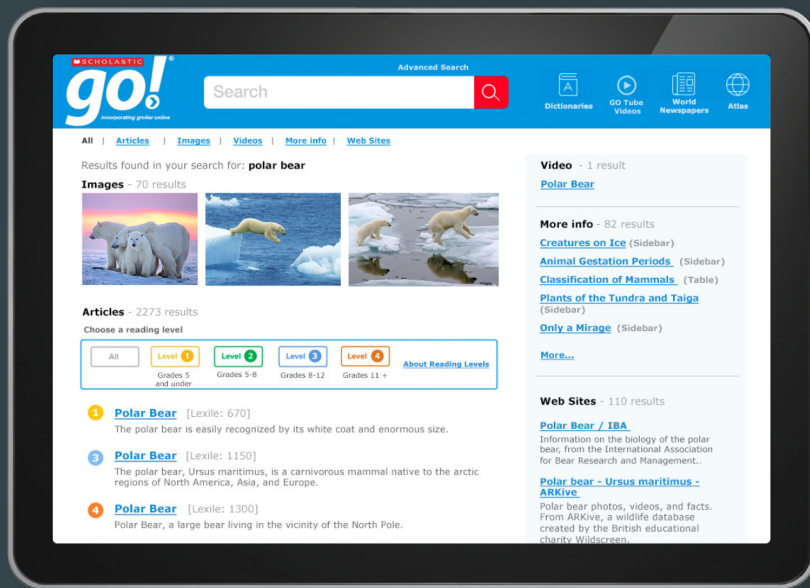 SCHOLASTIC
go!®
incorporating grolier online
Advanced Search
Search
Dictionaries
GO Tube
Videos
World
Newspapers
Atlas
All | Articles | Images | Videos | More info | Web Sites
Results found in your search for: polar bear
Images - 70 results
Articles - 2273 results
Choose a reading level
All
Level 1
Grades 5
and under
Level 2
Grades 5-8
Level 3
Grades 8-12
Level 4
Grades 11 +
About Reading Levels
1 Polar Bear [Lexile: 670]
The polar bear is easily recognized by its white coat and enormous size.
3 Polar Bear [Lexile: 1150]
The polar bear, Ursus maritimus, is a carnivorous mammal native to the arctic
regions of North America, Asia, and Europe.
4 Polar Bear [Lexile: 1300]
Polar Bear, a large bear living in the vicinity of the North Pole.
Video - 1 result
Polar Bear
More info - 82 results
Creatures on Ice (Sidebar)
Animal Gestation Periods (Sidebar)
Classification of Mammals (Table)
Plants of the Tundra and Taiga
(Sidebar)
Only a Mirage (Sidebar)
More...
Web Sites - 110 results
Polar Bear / IBA
Information on the biology of the polar
bear, from the International Association
for Bear Research and Management..
Polar bear - Ursus maritimus -
ARKive
Polar bear photos, videos, and facts.
From ARKive, a wildlife database
created by the British educational
charity Wildscreen.